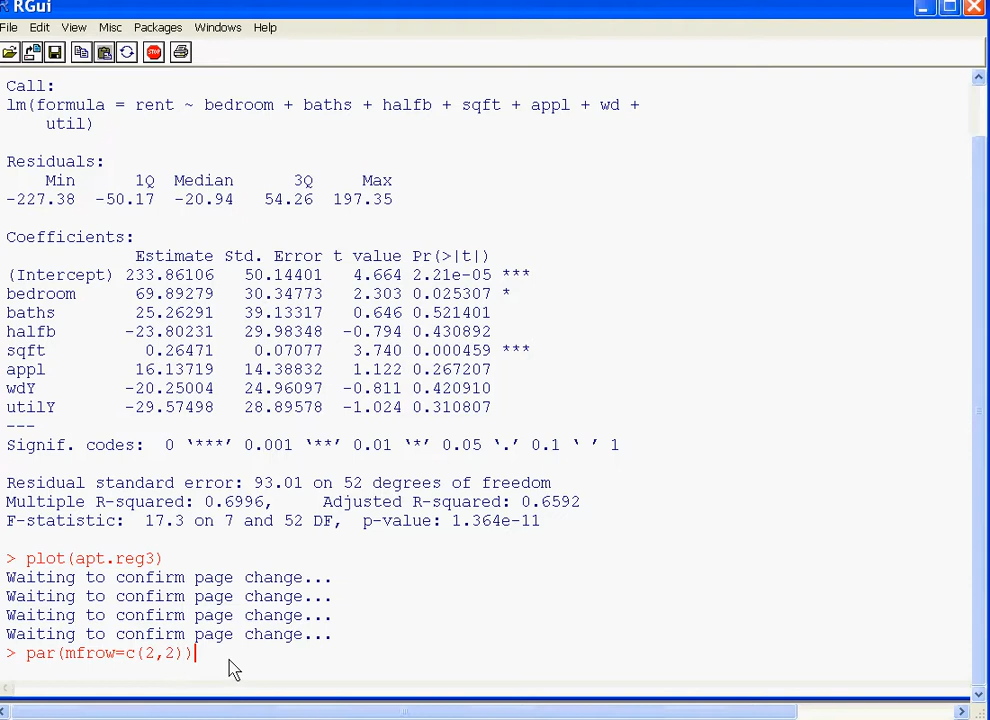 RGui
File Edit View Misc Packages Windows Help
STOP
Call:
lm(formula = rent ~ bedroom + baths + halfb + sqft + appl + wd +
    util)
Residuals:
    Min      1Q  Median      3Q     Max
-227.38  -50.17  -20.94   54.26  197.35
Coefficients:
             Estimate Std. Error t value Pr(>|t|)
(Intercept) 233.86106   50.14401   4.664 2.21e-05 ***
bedroom      69.89279   30.34773   2.303 0.025307 *
baths        25.26291   39.13317   0.646 0.521401
halfb       -23.80231   29.98348  -0.794 0.430892
sqft          0.26471    0.07077   3.740 0.000459 ***
appl         16.13719   14.38832   1.122 0.267207
wdY         -20.25004   24.96097  -0.811 0.420910
utilY       -29.57498   28.89578  -1.024 0.310807
---
Signif. codes:  0 ‘***’ 0.001 ‘**’ 0.01 ‘*’ 0.05 ‘.’ 0.1 ‘ ’ 1
Residual standard error: 93.01 on 52 degrees of freedom
Multiple R-squared: 0.6996,     Adjusted R-squared: 0.6592
F-statistic:  17.3 on 7 and 52 DF,  p-value: 1.364e-11
> plot(apt.reg3)
Waiting to confirm page change...
Waiting to confirm page change...
Waiting to confirm page change...
Waiting to confirm page change...
> par(mfrow=c(2,2))